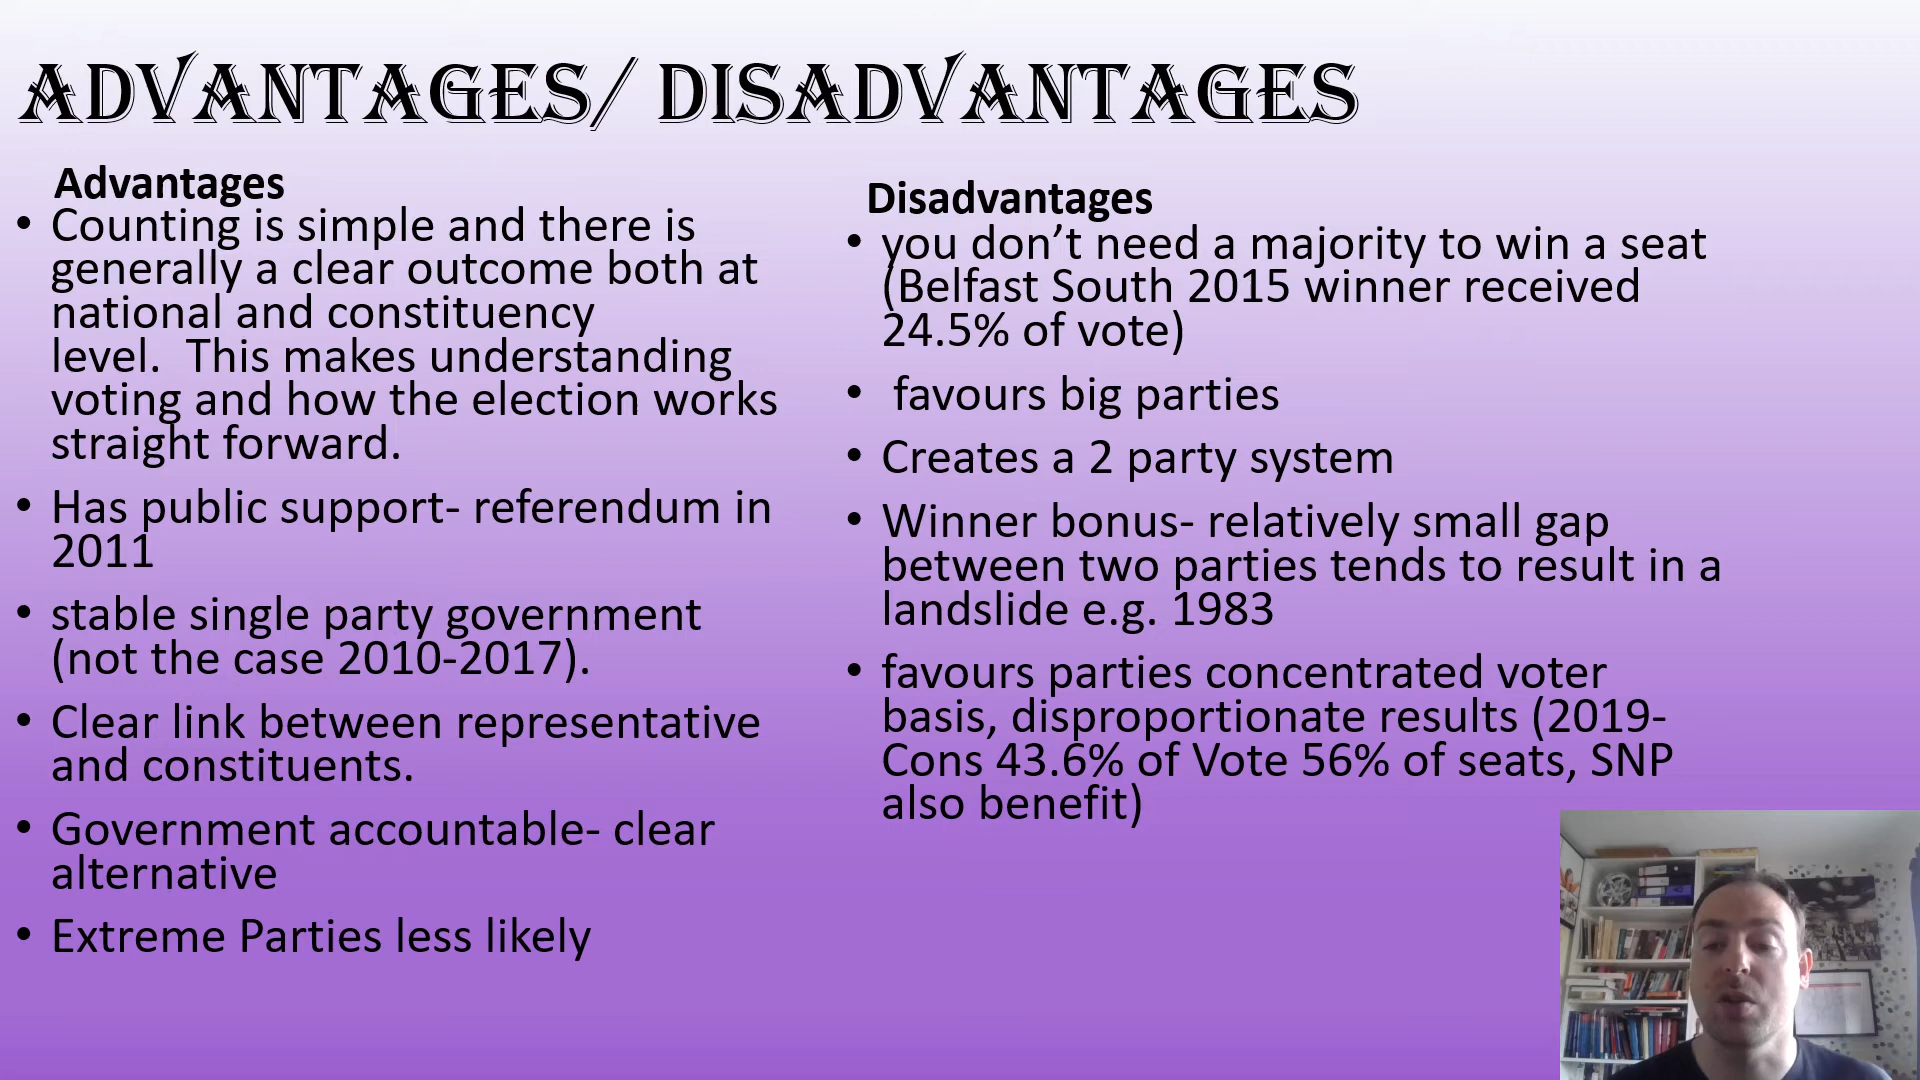 ADVANTAGES/ DISADVANTAGES
Advantages
• Counting is simple and there is
generally a clear outcome both at
national and constituency
level.  This makes understanding
voting and how the election works
straight forward.
• Has public support- referendum in
2011
• stable single party government
(not the case 2010-2017).
• Clear link between representative
and constituents.
• Government accountable- clear
alternative
• Extreme Parties less likely
Disadvantages
• you don’t need a majority to win a seat
(Belfast South 2015 winner received
24.5% of vote)
• favours big parties
• Creates a 2 party system
• Winner bonus- relatively small gap
between two parties tends to result in a
landslide e.g. 1983
• favours parties concentrated voter
basis, disproportionate results (2019-
Cons 43.6% of Vote 56% of seats, SNP
also benefit)